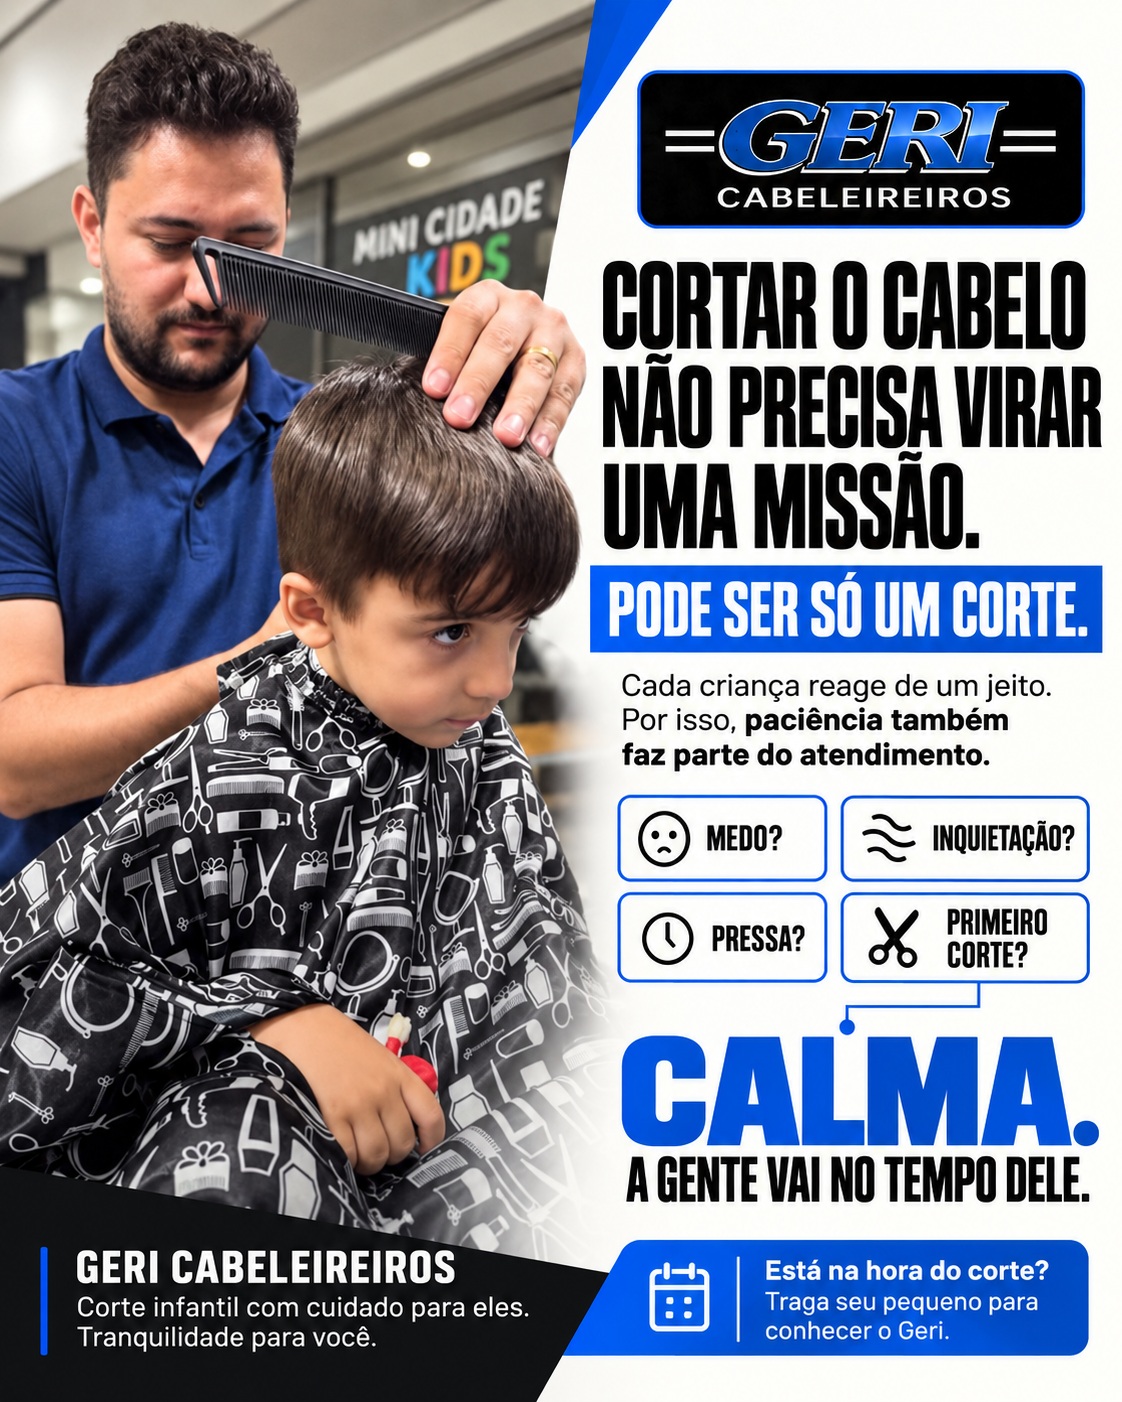 GERI
CABELEIREIROS
MINI CIDADE
KIDS
CORTAR O CABELO
NÃO PRECISA VIRAR
UMA MISSÃO.
PODE SER SÓ UM CORTE.
Cada criança reage de um jeito.
Por isso, paciência também
faz parte do atendimento.
MEDO?
INQUIETAÇÃO?
PRESSA?
PRIMEIRO
CORTE?
CALMA.
A GENTE VAI NO TEMPO DELE.
GERI CABELEIREIROS
Corte infantil com cuidado para eles.
Tranquilidade para você.
Está na hora do corte?
Traga seu pequeno para
conhecer o Geri.